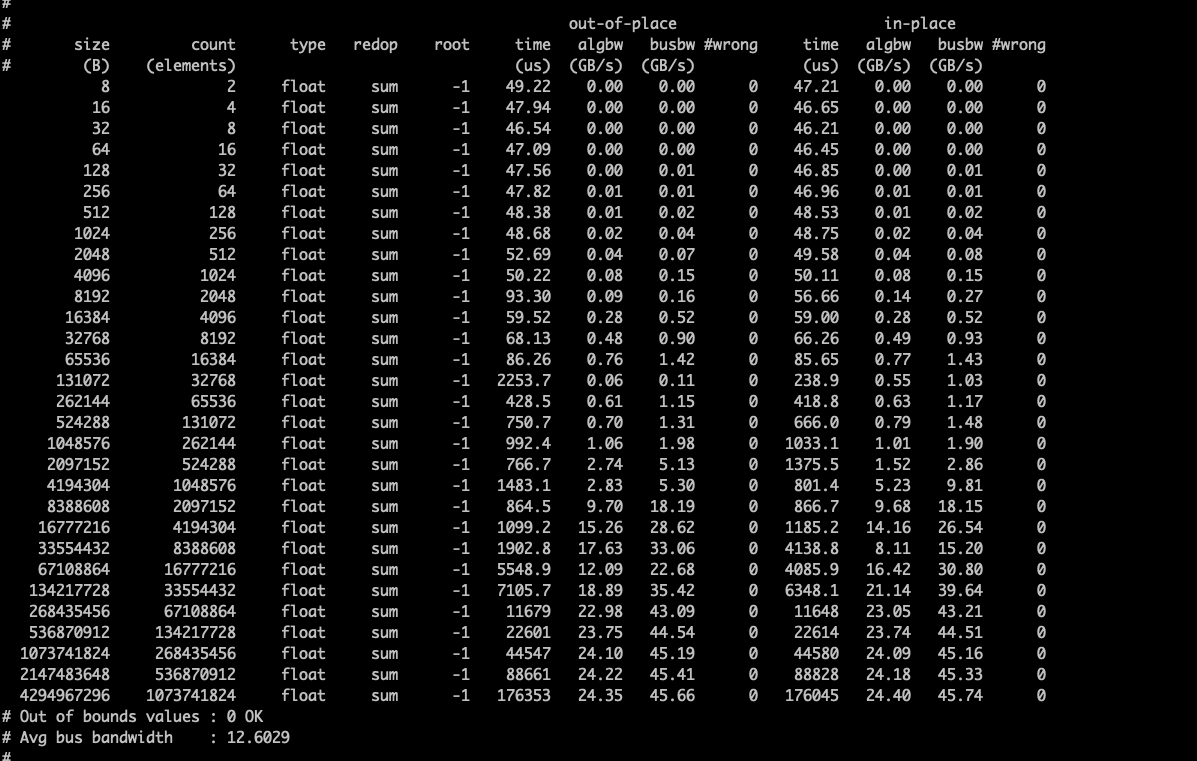 #
# out-of-place in-place
# size count type redop root time algbw busbw #wrong time algbw busbw #wrong
# (B) (elements) (us) (GB/s) (GB/s) (us) (GB/s) (GB/s)
8 2 float sum -1 49.22 0.00 0.00 0 47.21 0.00 0.00 0
16 4 float sum -1 47.94 0.00 0.00 0 46.65 0.00 0.00 0
32 8 float sum -1 46.54 0.00 0.00 0 46.21 0.00 0.00 0
64 16 float sum -1 47.09 0.00 0.00 0 46.45 0.00 0.00 0
128 32 float sum -1 47.56 0.00 0.01 0 46.85 0.00 0.01 0
256 64 float sum -1 47.82 0.01 0.01 0 46.96 0.01 0.01 0
512 128 float sum -1 48.38 0.01 0.02 0 48.53 0.01 0.02 0
1024 256 float sum -1 48.68 0.02 0.04 0 48.75 0.02 0.04 0
2048 512 float sum -1 52.69 0.04 0.07 0 49.58 0.04 0.08 0
4096 1024 float sum -1 50.22 0.08 0.15 0 50.11 0.08 0.15 0
8192 2048 float sum -1 93.30 0.09 0.16 0 56.66 0.14 0.27 0
16384 4096 float sum -1 59.52 0.28 0.52 0 59.00 0.28 0.52 0
32768 8192 float sum -1 68.13 0.48 0.90 0 66.26 0.49 0.93 0
65536 16384 float sum -1 86.26 0.76 1.42 0 85.65 0.77 1.43 0
131072 32768 float sum -1 2253.7 0.06 0.11 0 238.9 0.55 1.03 0
262144 65536 float sum -1 428.5 0.61 1.15 0 418.8 0.63 1.17 0
524288 131072 float sum -1 750.7 0.70 1.31 0 666.0 0.79 1.48 0
1048576 262144 float sum -1 992.4 1.06 1.98 0 1033.1 1.01 1.90 0
2097152 524288 float sum -1 766.7 2.74 5.13 0 1375.5 1.52 2.86 0
4194304 1048576 float sum -1 1483.1 2.83 5.30 0 801.4 5.23 9.81 0
8388608 2097152 float sum -1 864.5 9.70 18.19 0 866.7 9.68 18.15 0
16777216 4194304 float sum -1 1099.2 15.26 28.62 0 1185.2 14.16 26.54 0
33554432 8388608 float sum -1 1902.8 17.63 33.06 0 4138.8 8.11 15.20 0
67108864 16777216 float sum -1 5548.9 12.09 22.68 0 4085.9 16.42 30.80 0
134217728 33554432 float sum -1 7105.7 18.89 35.42 0 6348.1 21.14 39.64 0
268435456 67108864 float sum -1 11679 22.98 43.09 0 11648 23.05 43.21 0
536870912 134217728 float sum -1 22601 23.75 44.54 0 22614 23.74 44.51 0
1073741824 268435456 float sum -1 44547 24.10 45.19 0 44580 24.09 45.16 0
2147483648 536870912 float sum -1 88661 24.22 45.41 0 88828 24.18 45.33 0
4294967296 1073741824 float sum -1 176353 24.35 45.66 0 176045 24.40 45.74 0
# Out of bounds values : 0 OK
# Avg bus bandwidth : 12.6029
#